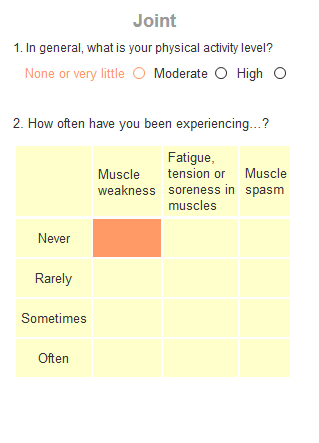 Joint
1. In general, what is your physical activity level?
None or very little Moderate High
2. How often have you been experiencing...?
Muscle weakness
Fatigue, tension or soreness in muscles
Muscle spasm
Never
Rarely
Sometimes
Often